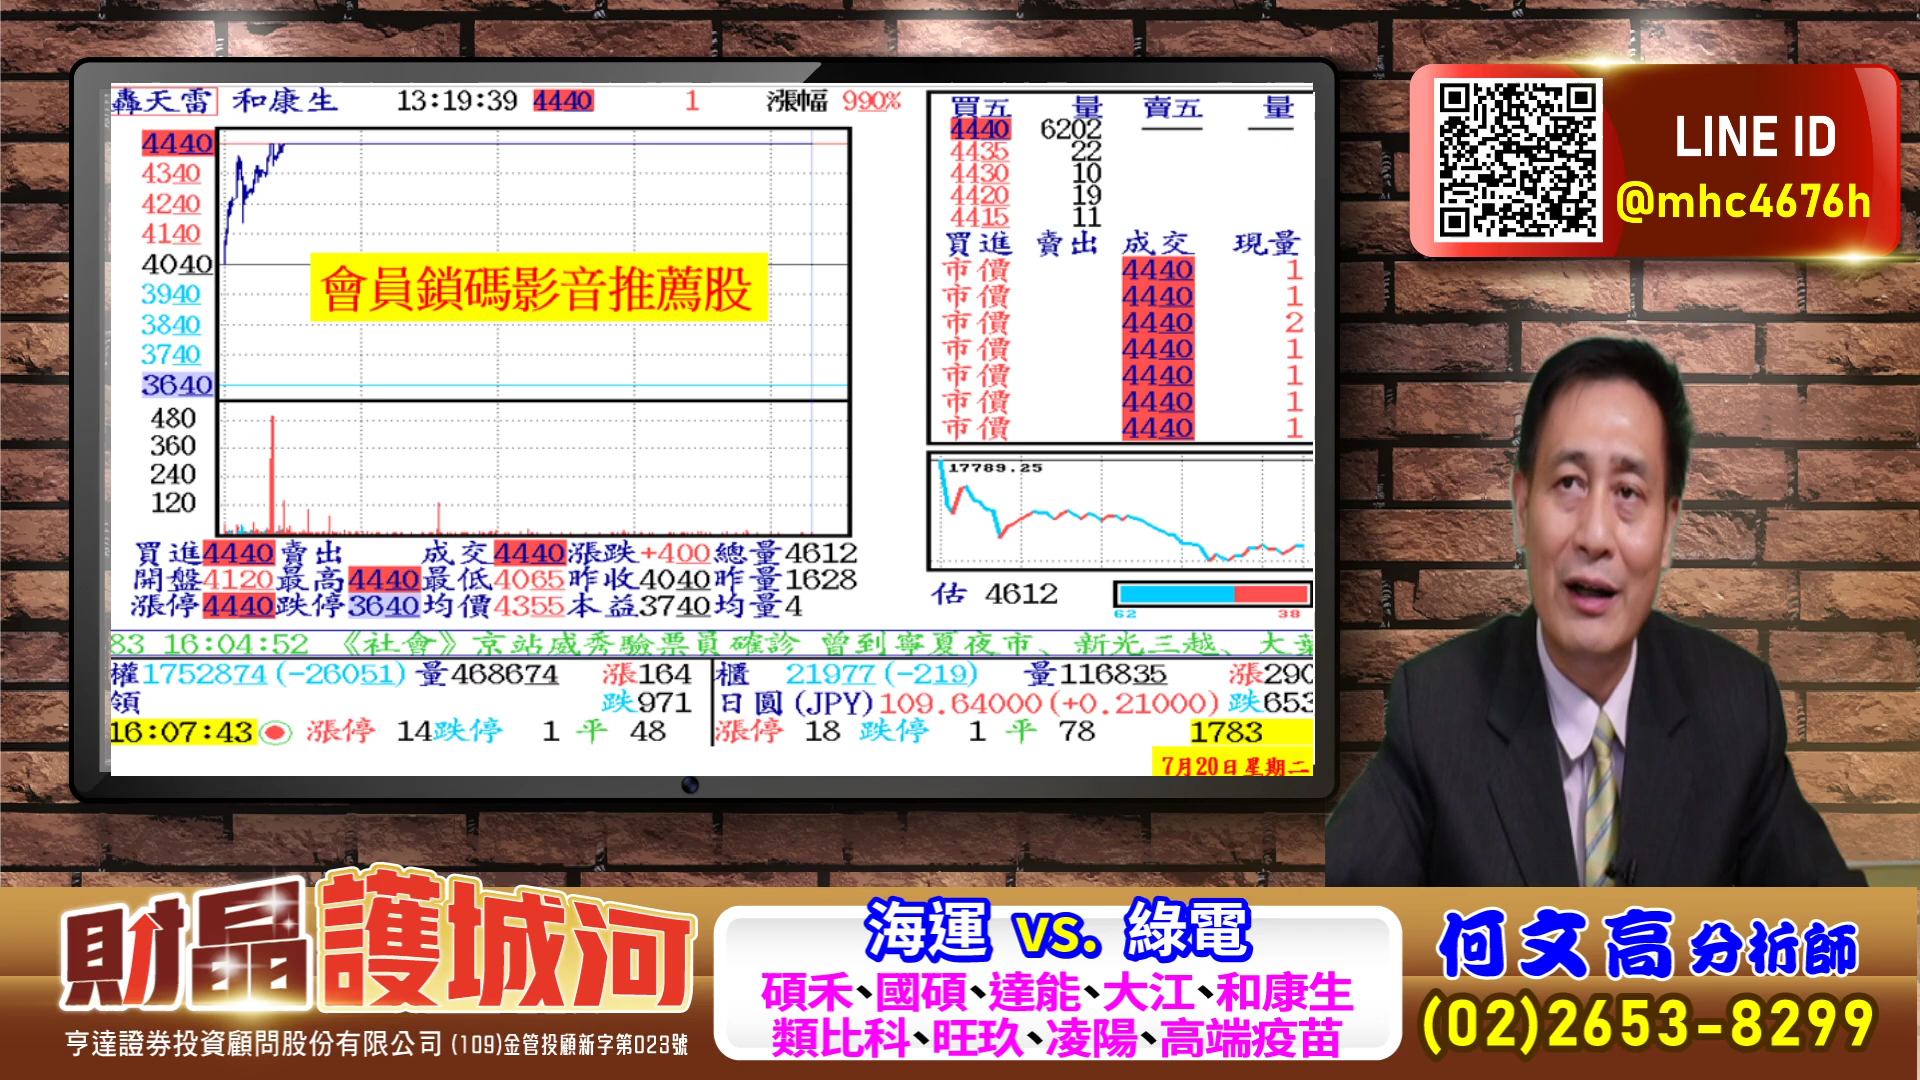 轟天雷 和康生 13:19:39 4440 1 漲幅 990%
4440
4340
4240
4140
4040
3940
3840
3740
3640
480
360
240
120
會員鎖碼影音推薦股
買五 量 賣五 量
4440 6202
4435 22
4430 10
4420 19
4415 11
買進 賣出 成交 現量
市價 4440 1
市價 4440 1
市價 4440 2
市價 4440 1
市價 4440 1
市價 4440 1
市價 4440 1
17789.25
估 4612
62 38
買進4440賣出 成交4440漲跌+400總量4612
開盤4120最高4440最低4065昨收4040昨量1628
漲停4440跌停3640均價4355本益3740均量4
83 16:04:52 《社會》京站威秀驗票員確診 曾到寧夏夜市、新光三越、大葉
權1752874(-26051)量468674 漲164
領 跌971
16:07:43 漲停 14跌停 1 平 48
櫃 21977(-219) 量116835 漲290
日圓(JPY)109.64000(+0.21000)跌653
漲停 18 跌停 1 平 78 1783
7月20日星期二
LINE ID
@mhc4676h
財晶護城河
亨達證券投資顧問股份有限公司(109)金管投顧新字第023號
海運 vs. 綠電
碩禾、國碩、達能、大江、和康生
類比科、旺玖、凌陽、高端疫苗
何文高分析師
(02)2653-8299